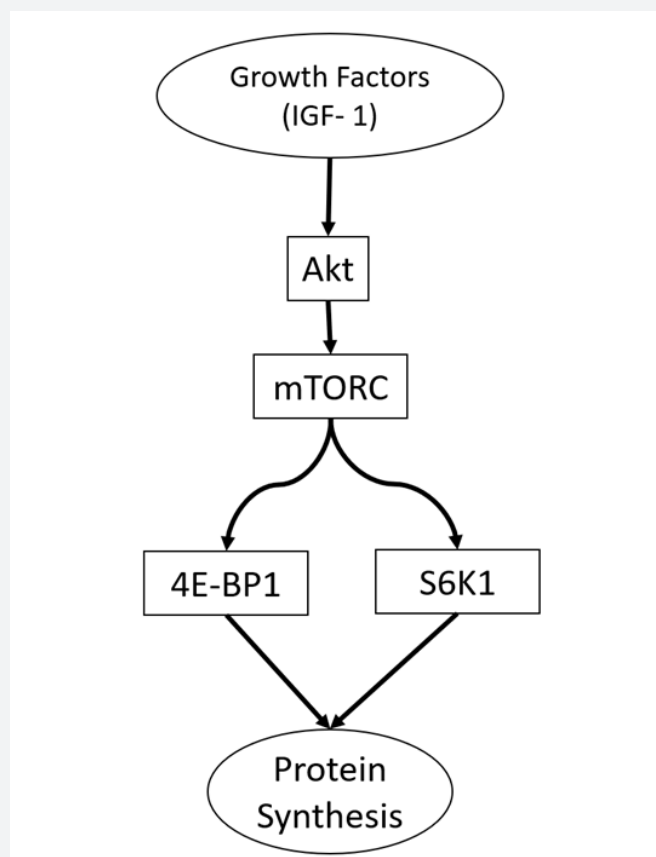 Growth Factors
(IGF- 1)
Akt
mTORC
4E-BP1
S6K1
Protein
Synthesis